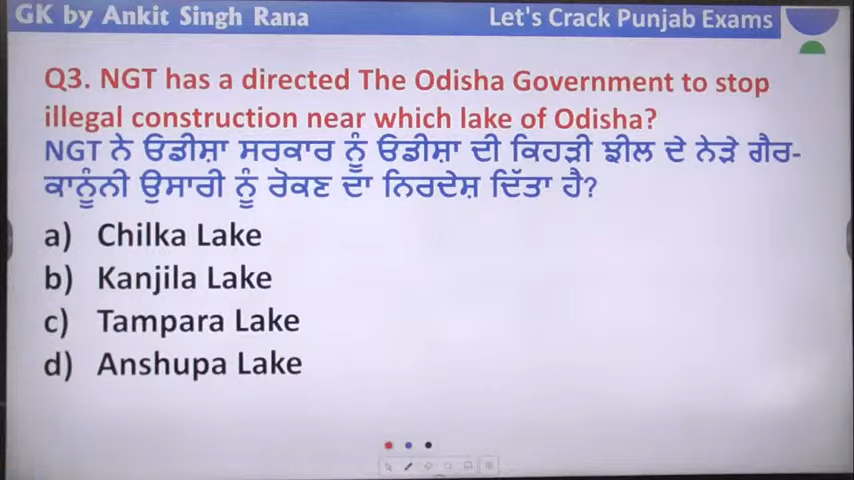 GK by Ankit Singh Rana
Let's Crack Punjab Exams
Q3. NGT has a directed The Odisha Government to stop
illegal construction near which lake of Odisha?
NGT ਨੇ ਓਡੀਸ਼ਾ ਸਰਕਾਰ ਨੂੰ ਓਡੀਸ਼ਾ ਦੀ ਕਿਹੜੀ ਝੀਲ ਦੇ ਨੇੜੇ ਗੈਰ-
ਕਾਨੂੰਨੀ ਉਸਾਰੀ ਨੂੰ ਰੋਕਣ ਦਾ ਨਿਰਦੇਸ਼ ਦਿੱਤਾ ਹੈ?
a) Chilka Lake
b) Kanjila Lake
c) Tampara Lake
d) Anshupa Lake